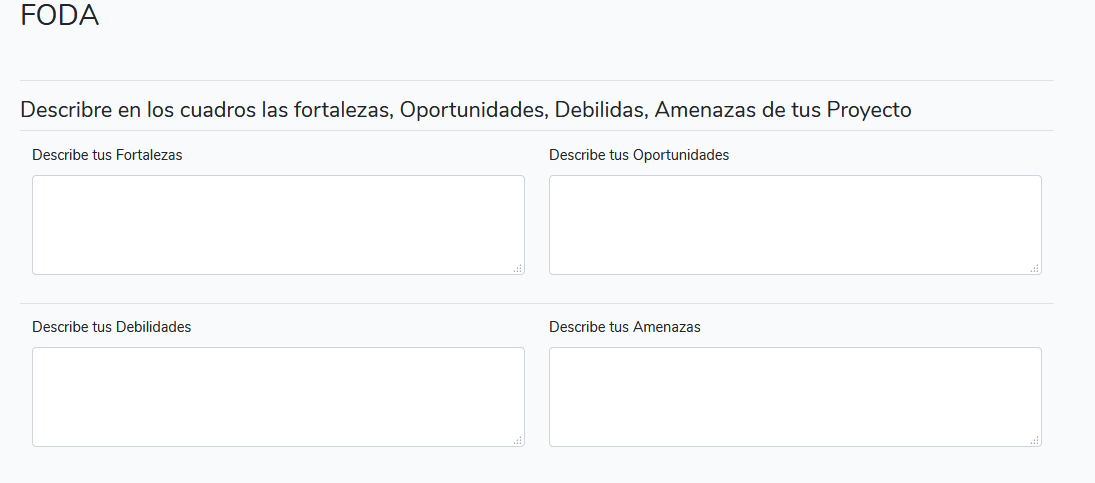 FODA
Describre en los cuadros las fortalezas, Oportunidades, Debilidas, Amenazas de tus Proyecto
Describe tus Fortalezas
Describe tus Oportunidades
Describe tus Debilidades
Describe tus Amenazas